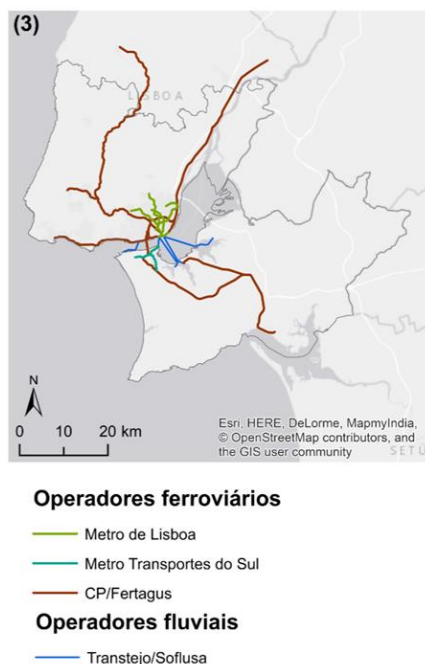 (3)
LISBOA
N
0 10 20 km
Esri, HERE, DeLorme, MapmyIndia,
© OpenStreetMap contributors, and
the GIS user community
SETÚ
Operadores ferroviários
Metro de Lisboa
Metro Transportes do Sul
CP/Fertagus
Operadores fluviais
Transtejo/Soflusa